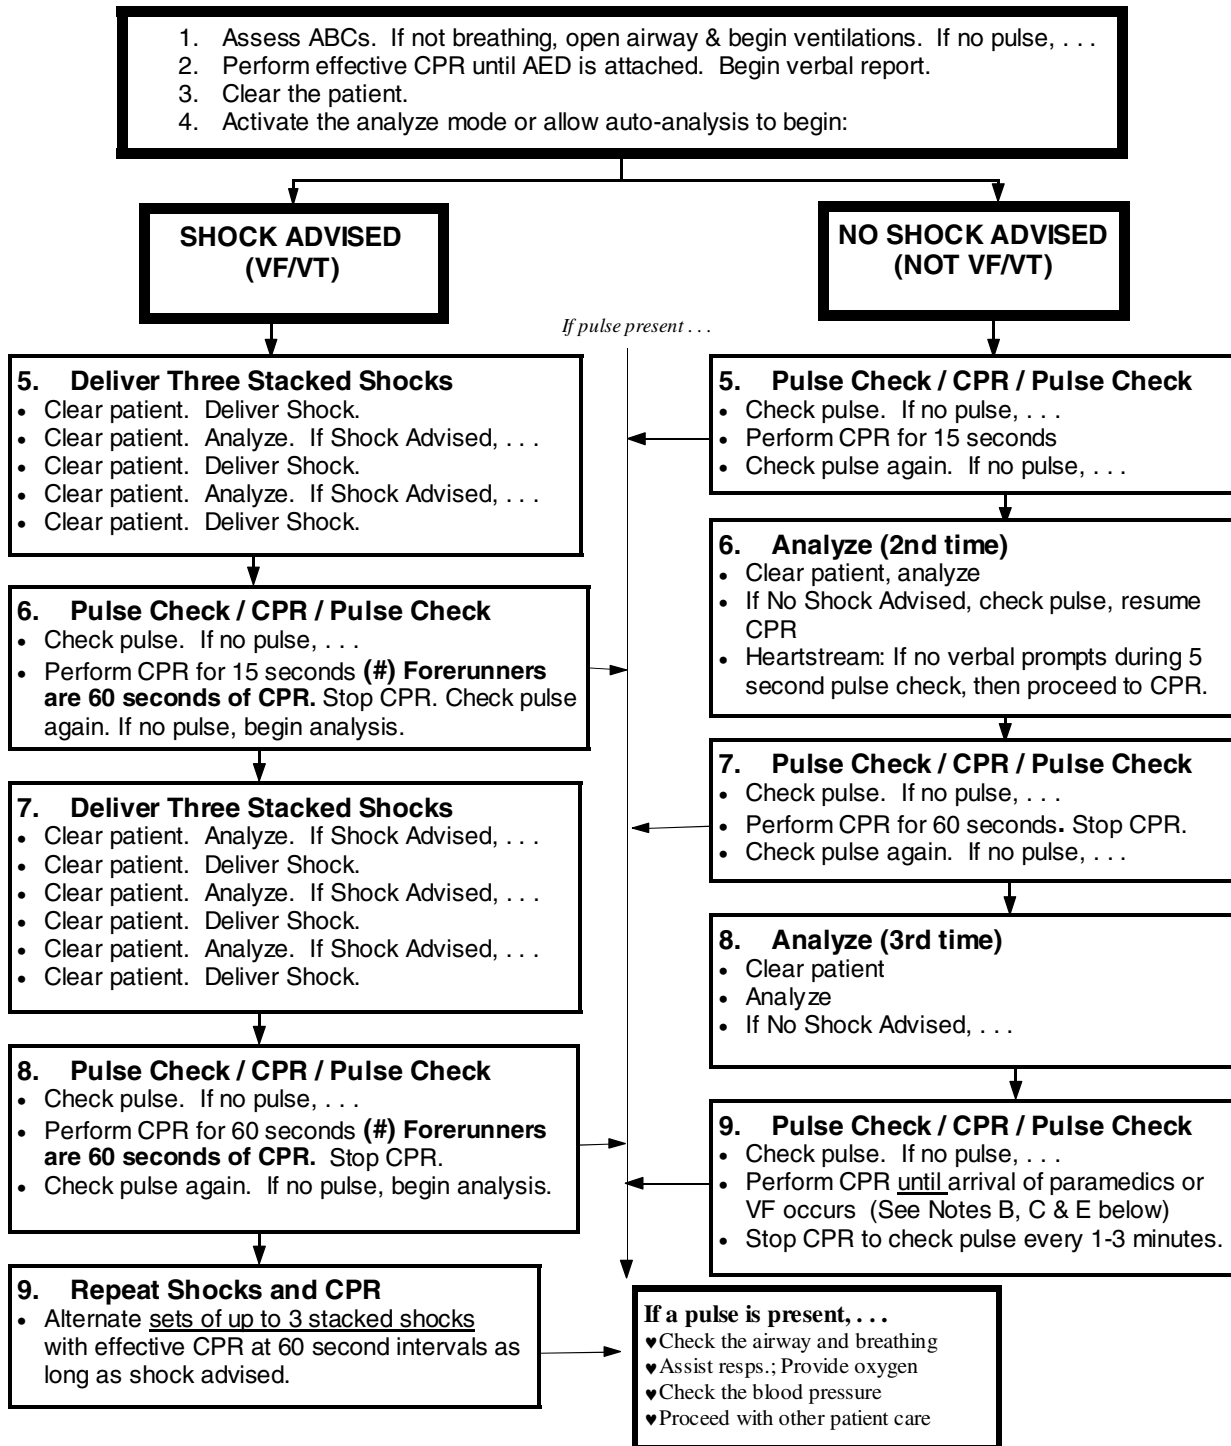 1. Assess ABCs. If not breathing, open airway & begin ventilations. If no pulse, . . .
2. Perform effective CPR until AED is attached. Begin verbal report.
3. Clear the patient.
4. Activate the analyze mode or allow auto-analysis to begin:
SHOCK ADVISED
(VF/VT)
NO SHOCK ADVISED
(NOT VF/VT)
If pulse present . . .
5. Deliver Three Stacked Shocks
• Clear patient. Deliver Shock.
• Clear patient. Analyze. If Shock Advised, . . .
• Clear patient. Deliver Shock.
• Clear patient. Analyze. If Shock Advised, . . .
• Clear patient. Deliver Shock.
6. Pulse Check / CPR / Pulse Check
• Check pulse. If no pulse, . . .
• Perform CPR for 15 seconds (#) Forerunners
are 60 seconds of CPR. Stop CPR. Check pulse
again. If no pulse, begin analysis.
7. Deliver Three Stacked Shocks
• Clear patient. Analyze. If Shock Advised, . . .
• Clear patient. Deliver Shock.
• Clear patient. Analyze. If Shock Advised, . . .
• Clear patient. Deliver Shock.
• Clear patient. Analyze. If Shock Advised, . . .
• Clear patient. Deliver Shock.
8. Pulse Check / CPR / Pulse Check
• Check pulse. If no pulse, . . .
• Perform CPR for 60 seconds (#) Forerunners
are 60 seconds of CPR. Stop CPR.
• Check pulse again. If no pulse, begin analysis.
9. Repeat Shocks and CPR
• Alternate sets of up to 3 stacked shocks
with effective CPR at 60 second intervals as
long as shock advised.
5. Pulse Check / CPR / Pulse Check
• Check pulse. If no pulse, . . .
• Perform CPR for 15 seconds
• Check pulse again. If no pulse, . . .
6. Analyze (2nd time)
• Clear patient, analyze
• If No Shock Advised, check pulse, resume
CPR
• Heartstream: If no verbal prompts during 5
second pulse check, then proceed to CPR.
7. Pulse Check / CPR / Pulse Check
• Check pulse. If no pulse, . . .
• Perform CPR for 60 seconds. Stop CPR.
• Check pulse again. If no pulse, . . .
8. Analyze (3rd time)
• Clear patient
• Analyze
• If No Shock Advised, . . .
9. Pulse Check / CPR / Pulse Check
• Check pulse. If no pulse, . . .
• Perform CPR until arrival of paramedics or
VF occurs (See Notes B, C & E below)
• Stop CPR to check pulse every 1-3 minutes.
If a pulse is present, . . .
♥Check the airway and breathing
♥Assist resps.; Provide oxygen
♥Check the blood pressure
♥Proceed with other patient care